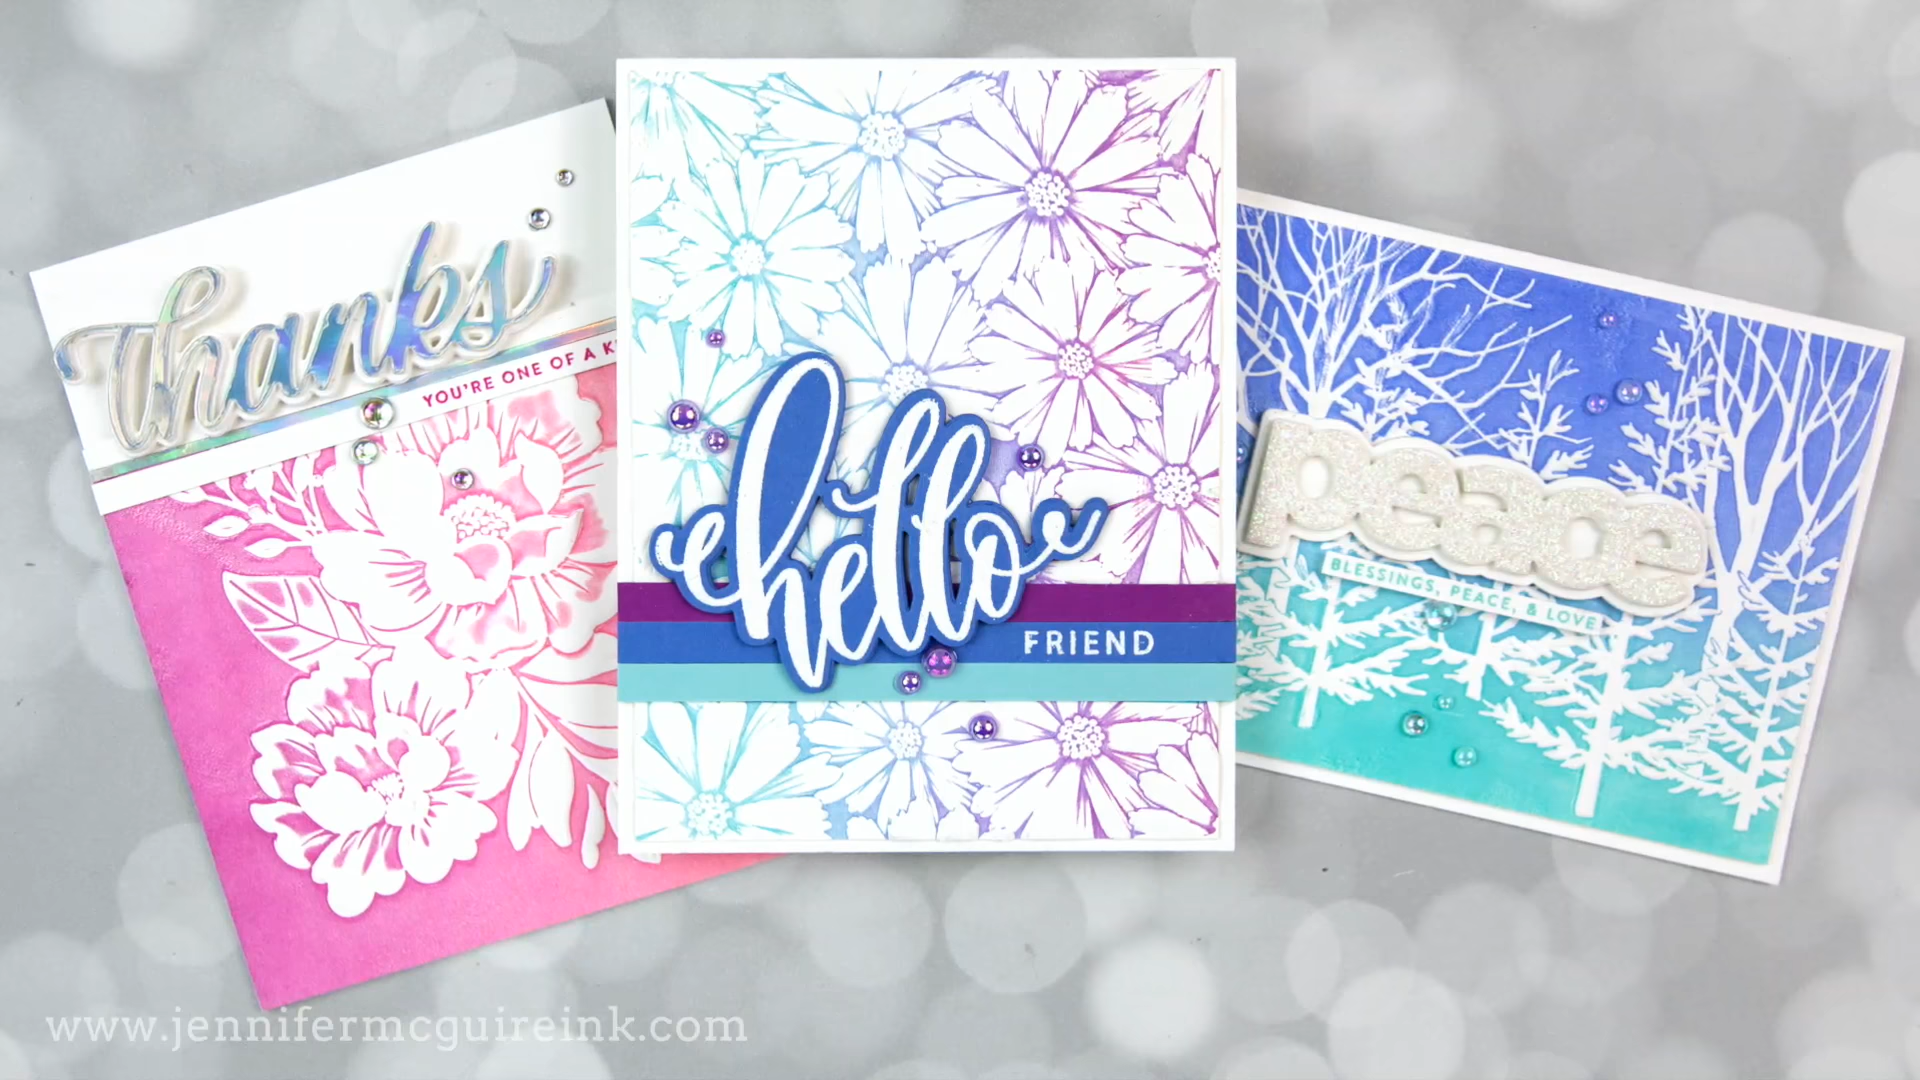 thanks
YOU'RE ONE OF A K
hello
FRIEND
peace
BLESSINGS, PEACE, & LOVE
www.jennifermcguireink.com